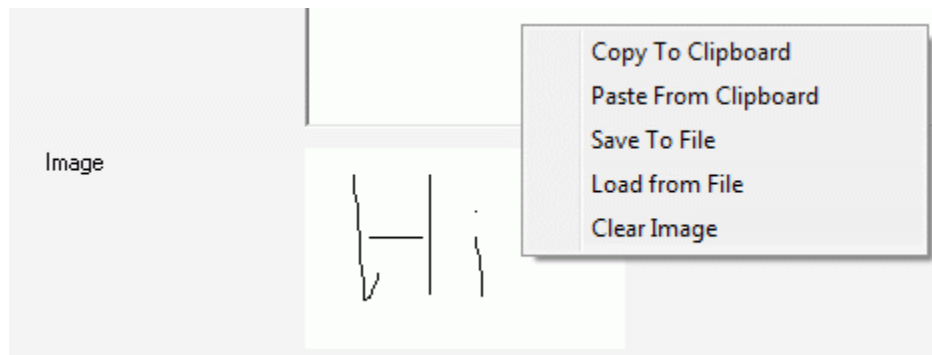 Copy To Clipboard
Paste From Clipboard
Save To File
Load from File
Clear Image
Image
Hi